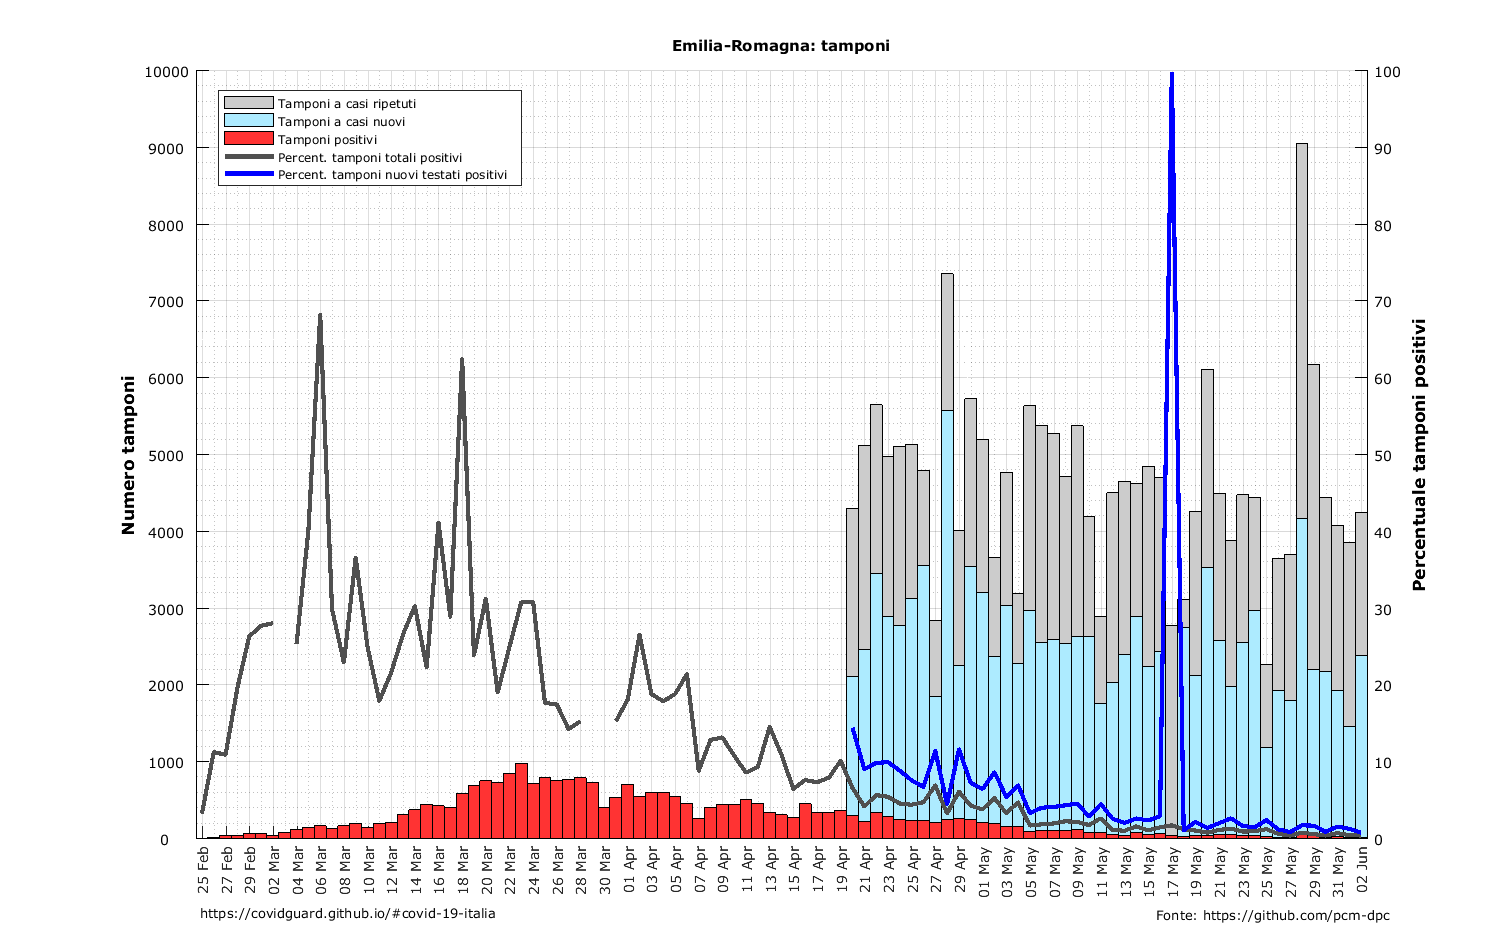 Emilia-Romagna: tamponi
Tamponi a casi ripetuti
Tamponi a casi nuovi
Tamponi positivi
Percent. tamponi totali positivi
Percent. tamponi nuovi testati positivi
Numero tamponi
10000
9000
8000
7000
6000
5000
4000
3000
2000
1000
0
100
90
80
70
60
50
40
30
20
10
0
Percentuale tamponi positivi
25 Feb
27 Feb
29 Feb
02 Mar
04 Mar
06 Mar
08 Mar
10 Mar
12 Mar
14 Mar
16 Mar
18 Mar
20 Mar
22 Mar
24 Mar
26 Mar
28 Mar
30 Mar
01 Apr
03 Apr
05 Apr
07 Apr
09 Apr
11 Apr
13 Apr
15 Apr
17 Apr
19 Apr
21 Apr
23 Apr
25 Apr
27 Apr
29 Apr
01 May
03 May
05 May
07 May
09 May
11 May
13 May
15 May
17 May
19 May
21 May
23 May
25 May
27 May
29 May
31 May
02 Jun
https://covidguard.github.io/#covid-19-italia
Fonte: https://github.com/pcm-dpc